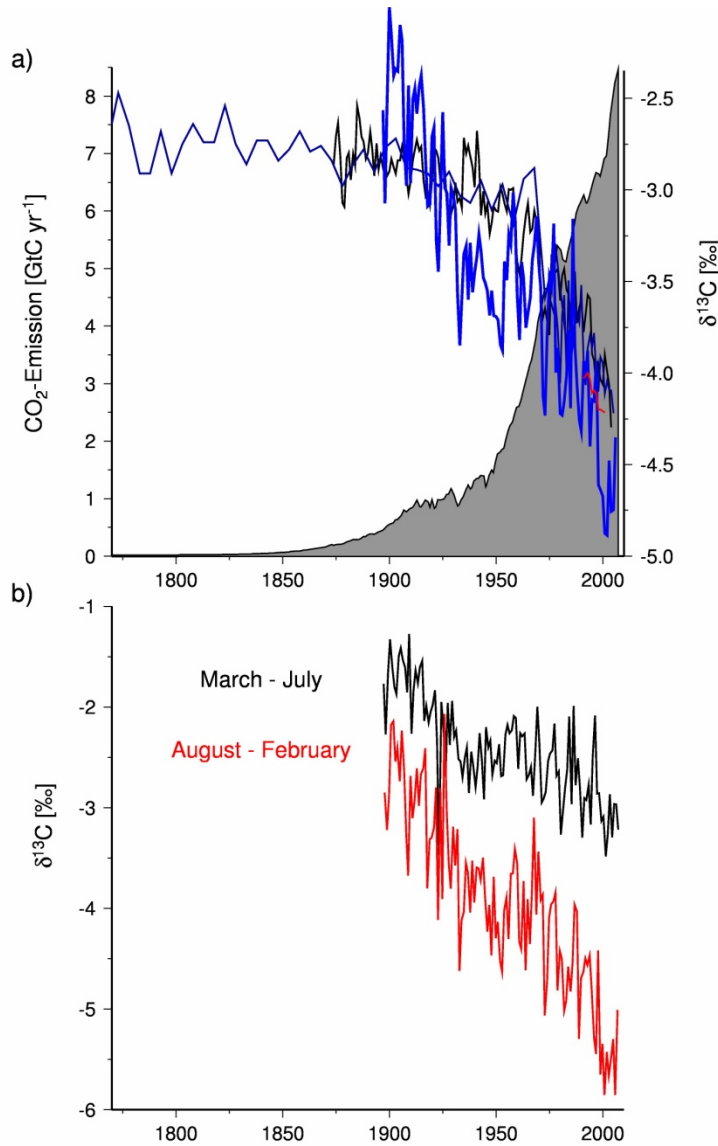 a)
CO₂-Emission [GtC yr⁻¹]
8
7
6
5
4
3
2
1
0
-2.5
-3.0
-3.5
-4.0
-4.5
-5.0
δ¹³C [‰]
1800 1850 1900 1950 2000
b)
δ¹³C [‰]
-1
-2
-3
-4
-5
-6
March - July
August - February
1800 1850 1900 1950 2000